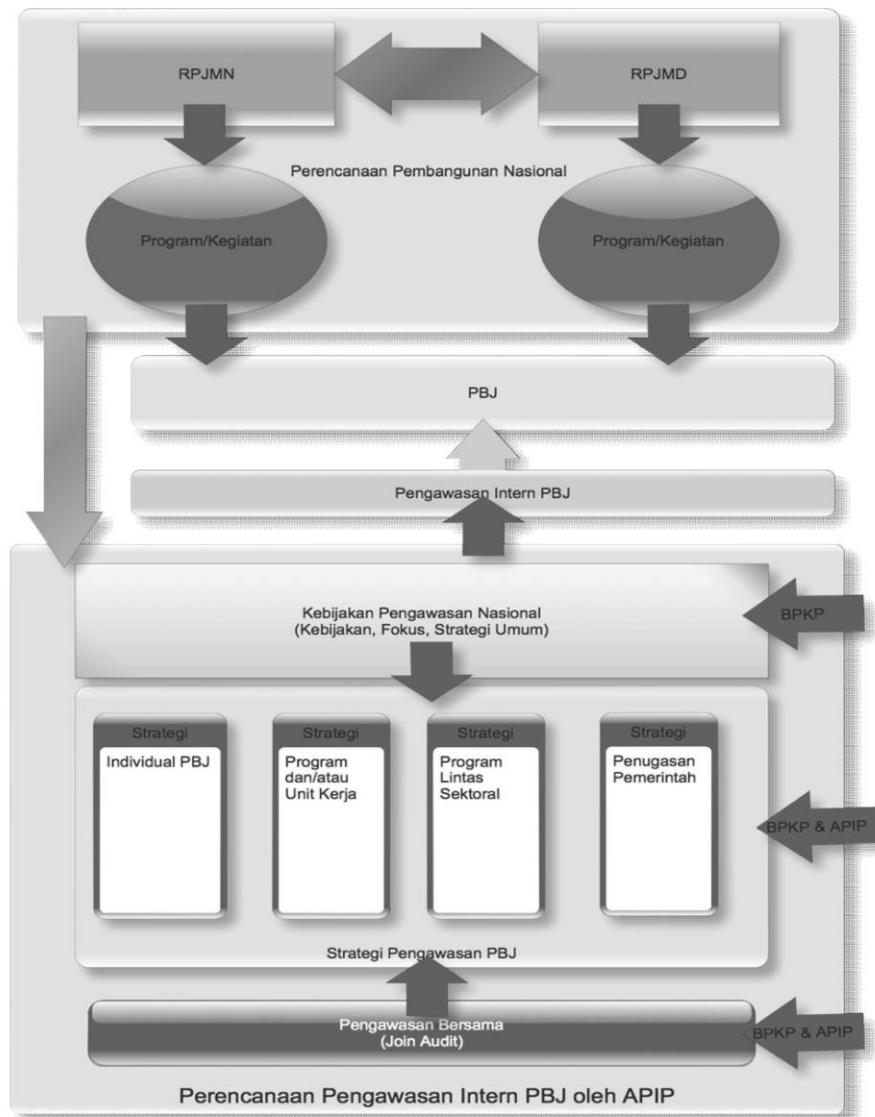 RPJMN
RPJMD
Perencanaan Pembangunan Nasional
Program/Kegiatan
Program/Kegiatan
PBJ
Pengawasan Intern PBJ
Kebijakan Pengawasan Nasional
(Kebijakan, Fokus, Strategi Umum)
BPKP
Strategi
Individual PBJ
Strategi
Program
dan/atau
Unit Kerja
Strategi
Program
Lintas
Sektoral
Strategi
Penugasan
Pemerintah
BPKP & APIP
Strategi Pengawasan PBJ
Pengawasan Bersama
(Join Audit)
BPKP & APIP
Perencanaan Pengawasan Intern PBJ oleh APIP